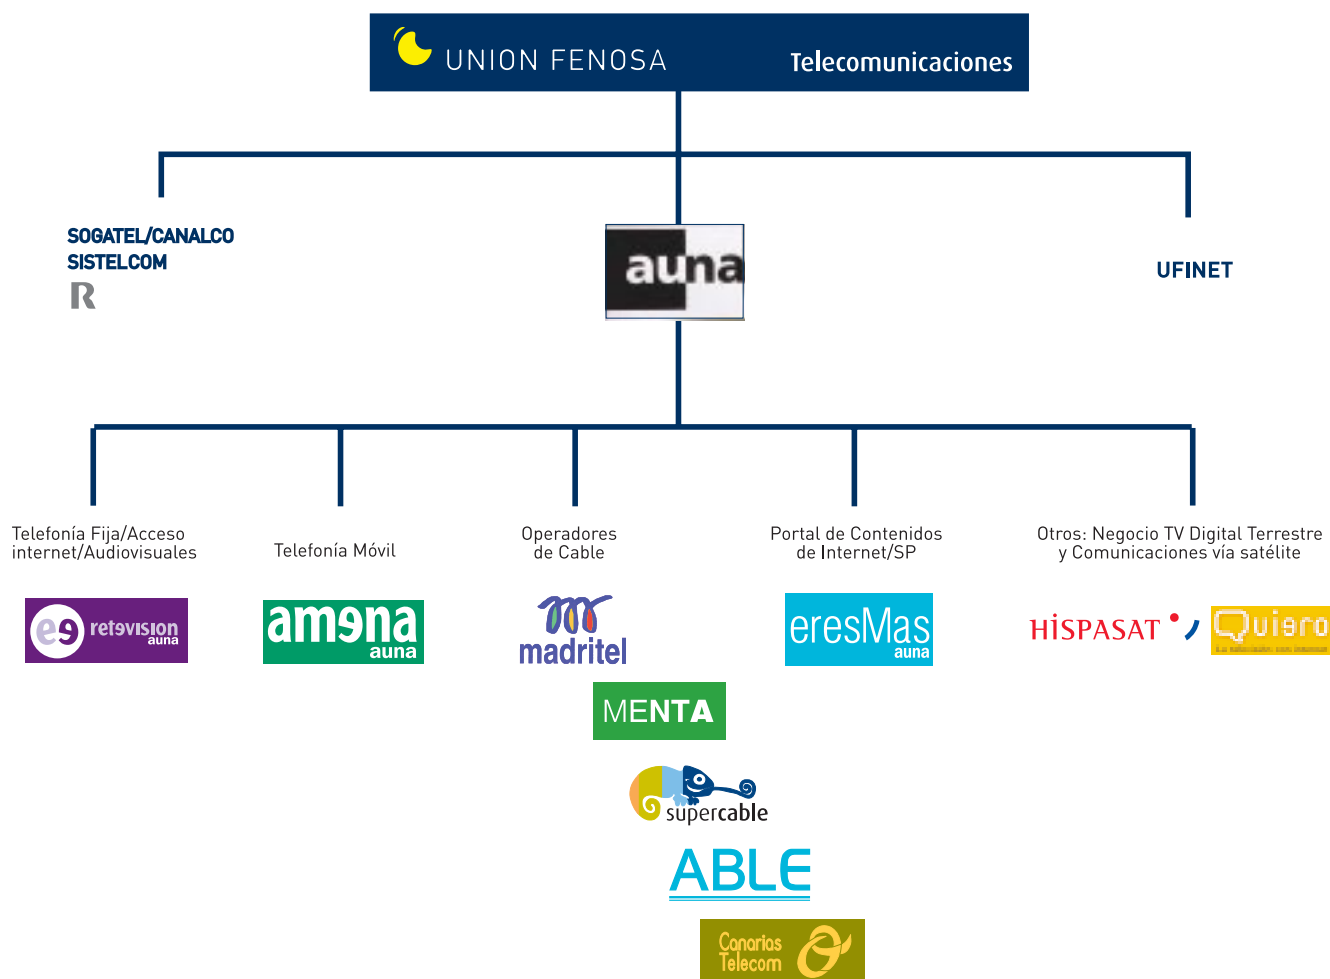 UNION FENOSA Telecomunicaciones
SOGATEL/CANALCO
SISTELCOM
R
auna
UFINET
Telefonía Fija/Acceso
internet/Audiovisuales
Telefonía Móvil
Operadores
de Cable
Portal de Contenidos
de Internet/SP
Otros: Negocio TV Digital Terrestre
y Comunicaciones vía satélite
retevision
auna
amena
auna
madritel
eresMas
auna
HISPASAT
Quiero
MENTA
supercable
ABLE
Canarias
Telecom